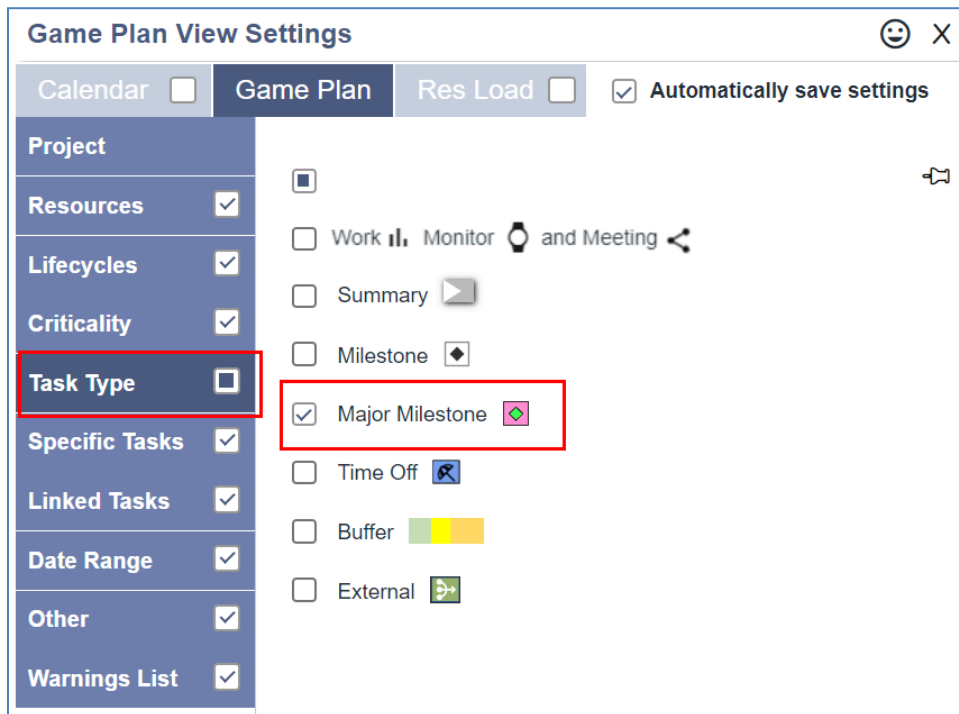 Game Plan View Settings X
Calendar Game Plan Res Load Automatically save settings
Project
Resources
Lifecycles
Criticality
Task Type
Specific Tasks
Linked Tasks
Date Range
Other
Warnings List
Work Monitor and Meeting
Summary
Milestone
Major Milestone
Time Off
Buffer
External